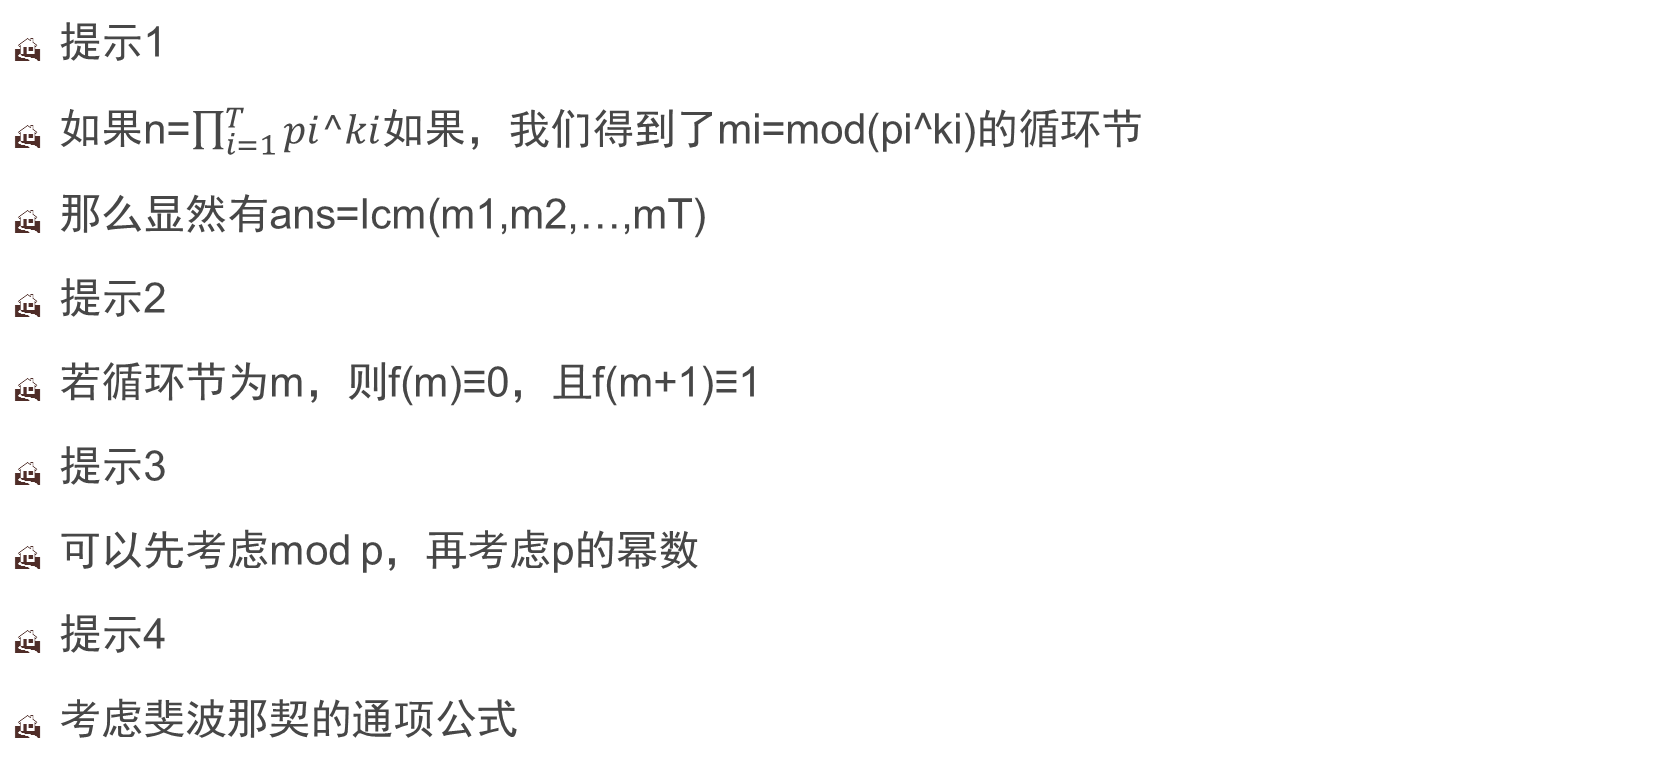 提示1
如果n=∏_{i=1}^{T} pi^ki如果，我们得到了mi=mod(pi^ki)的循环节
那么显然有ans=lcm(m1,m2,…,mT)
提示2
若循环节为m，则f(m)≡0，且f(m+1)≡1
提示3
可以先考虑mod p，再考虑p的幂数
提示4
考虑斐波那契的通项公式